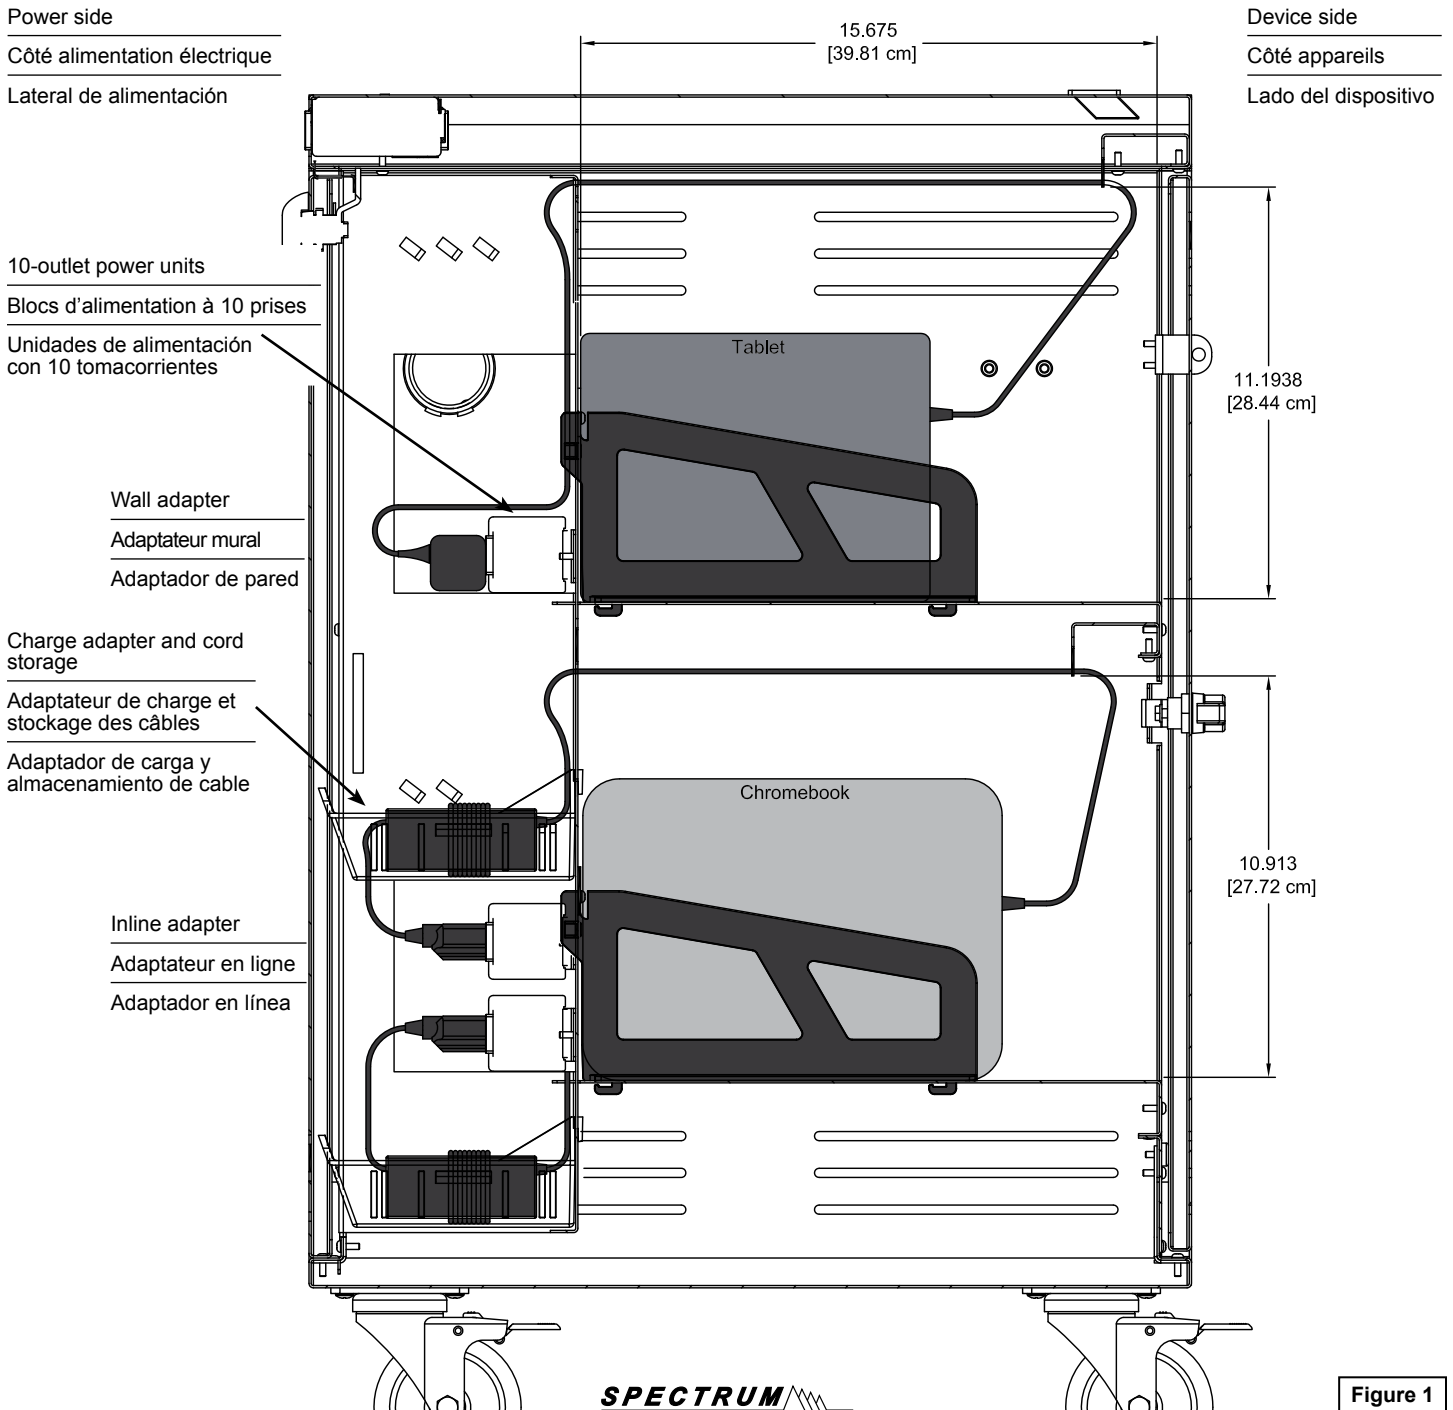 Power side
Côté alimentation électrique
Lateral de alimentación
15.675
[39.81 cm]
Device side
Côté appareils
Lado del dispositivo
10-outlet power units
Blocs d’alimentation à 10 prises
Unidades de alimentación
con 10 tomacorrientes
Tablet
11.1938
[28.44 cm]
Wall adapter
Adaptateur mural
Adaptador de pared
Charge adapter and cord
storage
Adaptateur de charge et
stockage des câbles
Adaptador de carga y
almacenamiento de cable
Chromebook
10.913
[27.72 cm]
Inline adapter
Adaptateur en ligne
Adaptador en línea
SPECTRUM
Figure 1